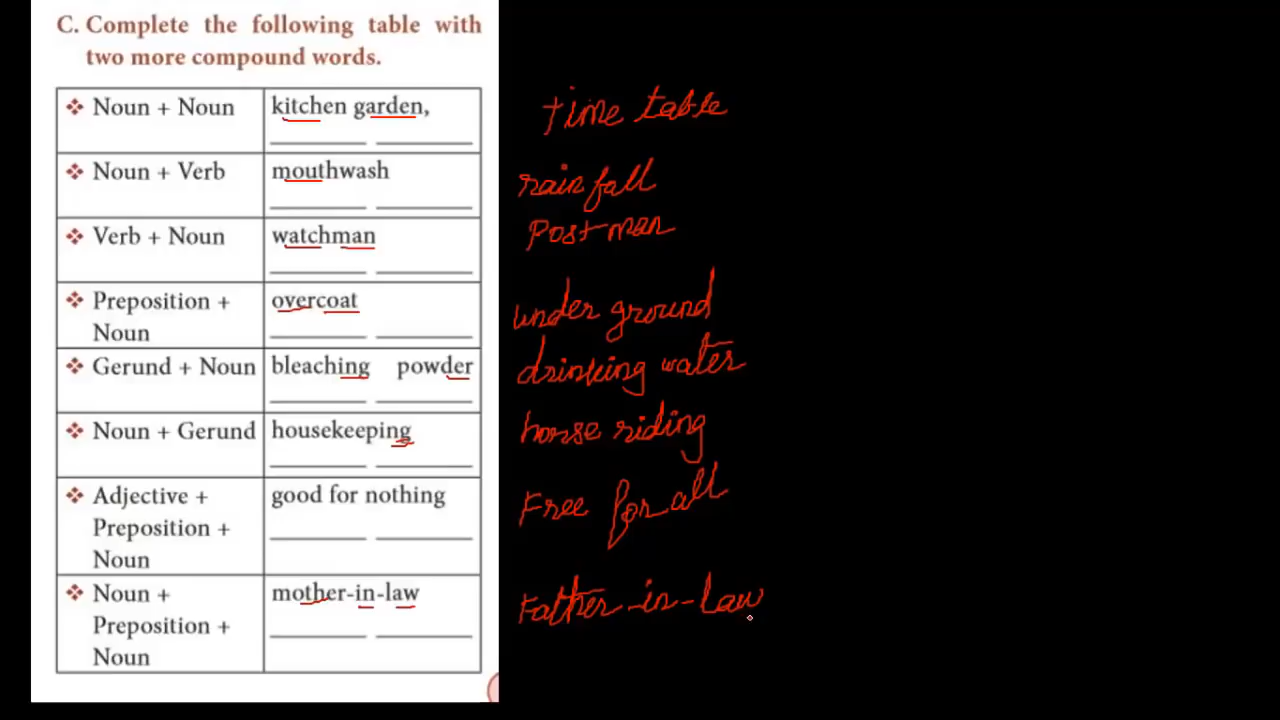 C. Complete the following table with
two more compound words.
❖ Noun + Noun kitchen garden,
time table
❖ Noun + Verb mouthwash
rainfall
❖ Verb + Noun watchman
Postman
❖ Preposition + overcoat
Noun
under ground
❖ Gerund + Noun bleaching powder
drinking water
❖ Noun + Gerund housekeeping
horse riding
❖ Adjective + good for nothing
Preposition +
Noun
Free for all
❖ Noun + mother-in-law
Preposition +
Noun
Father-in-law